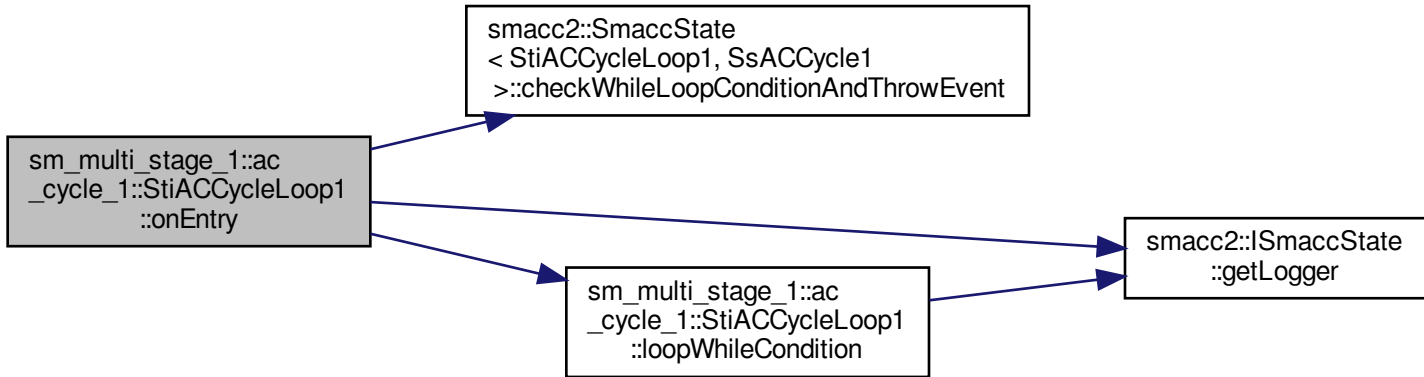 smacc2::SmaccState
< StiACCycleLoop1, SsACCycle1
>::checkWhileLoopConditionAndThrowEvent
sm_multi_stage_1::ac
_cycle_1::StiACCycleLoop1
::onEntry
smacc2::ISmaccState
::getLogger
sm_multi_stage_1::ac
_cycle_1::StiACCycleLoop1
::loopWhileCondition